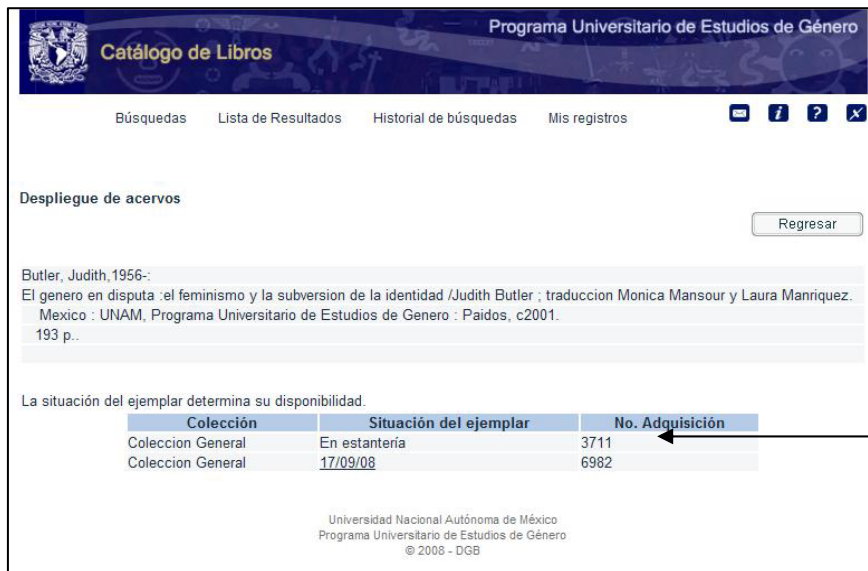 Programa Universitario de Estudios de Género
Catálogo de Libros
Búsquedas Lista de Resultados Historial de búsquedas Mis registros
i ? X
Despliegue de acervos
Regresar
Butler, Judith,1956-:
El genero en disputa :el feminismo y la subversion de la identidad /Judith Butler ; traduccion Monica Mansour y Laura Manriquez.
Mexico : UNAM, Programa Universitario de Estudios de Genero : Paidos, c2001.
193 p..
La situación del ejemplar determina su disponibilidad.
Colección Situación del ejemplar No. Adquisición
Coleccion General En estantería 3711
Coleccion General 17/09/08 6982
Universidad Nacional Autónoma de México
Programa Universitario de Estudios de Género
© 2008 - DGB